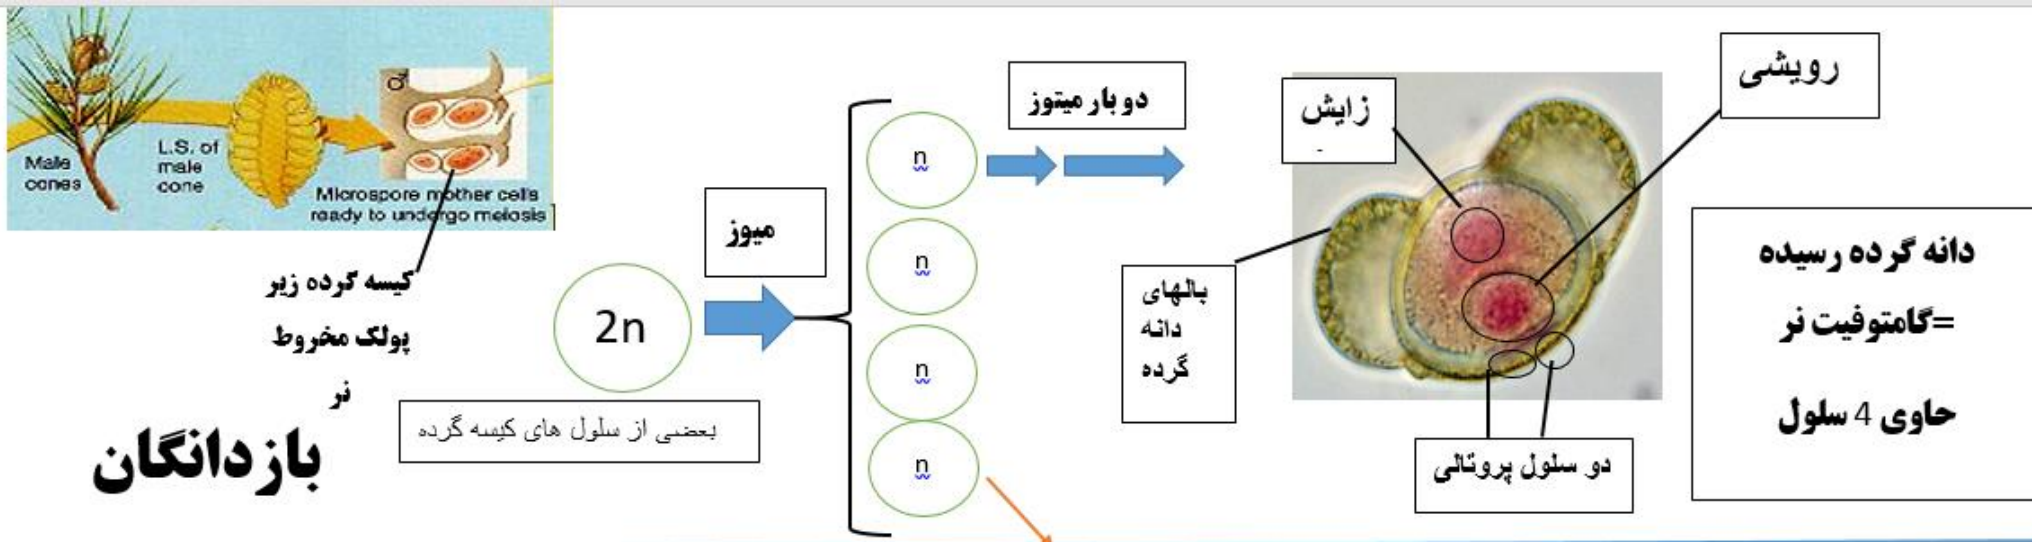 Male
cones
L.S. of
male
cone
♂
Microspore mother cells
ready to undergo meiosis
کیسه گرده زیر
پولک مخروط
نر
بازدانگان
2n
بعضی از سلول های کیسه گرده
میوز
n
n
n
n
دو بار میتوز
زایش
-
رویشی
بالهای
دانه
گرده
دو سلول پروتالی
دانه گرده رسیده
=گامتوفیت نر
حاوی 4 سلول